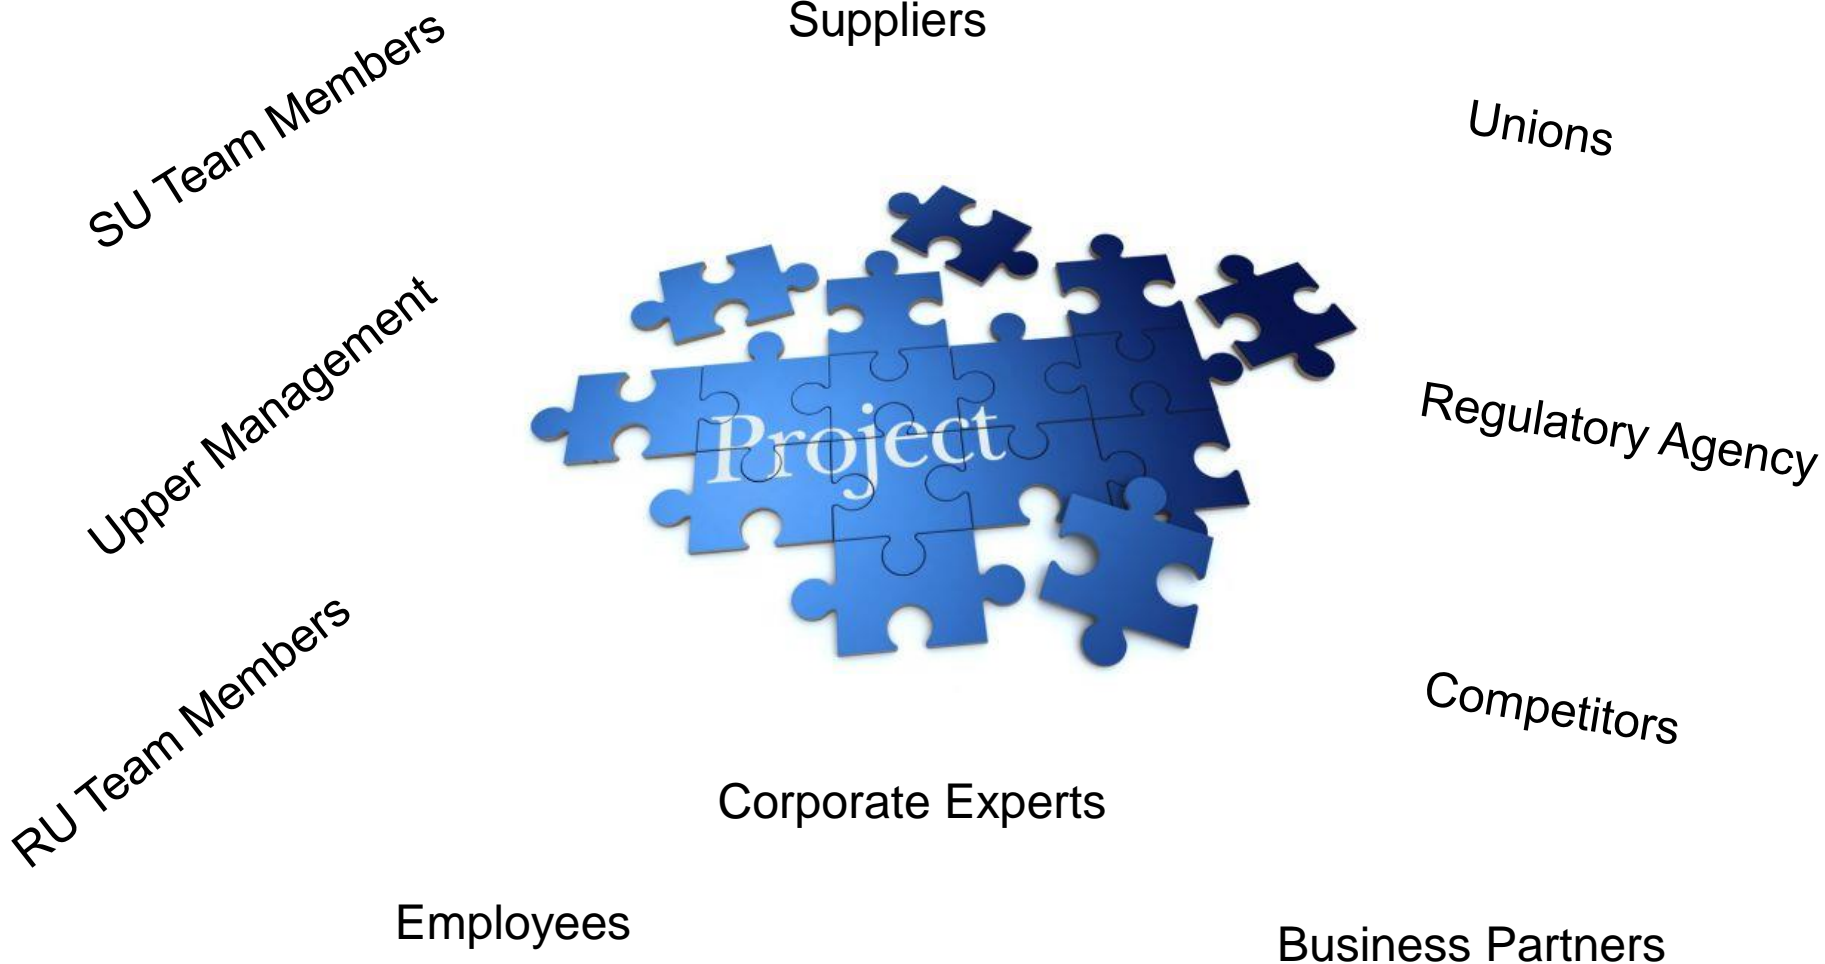 Suppliers
SU Team Members
Unions
Upper Management
Regulatory Agency
Project
RU Team Members
Competitors
Corporate Experts
Employees
Business Partners